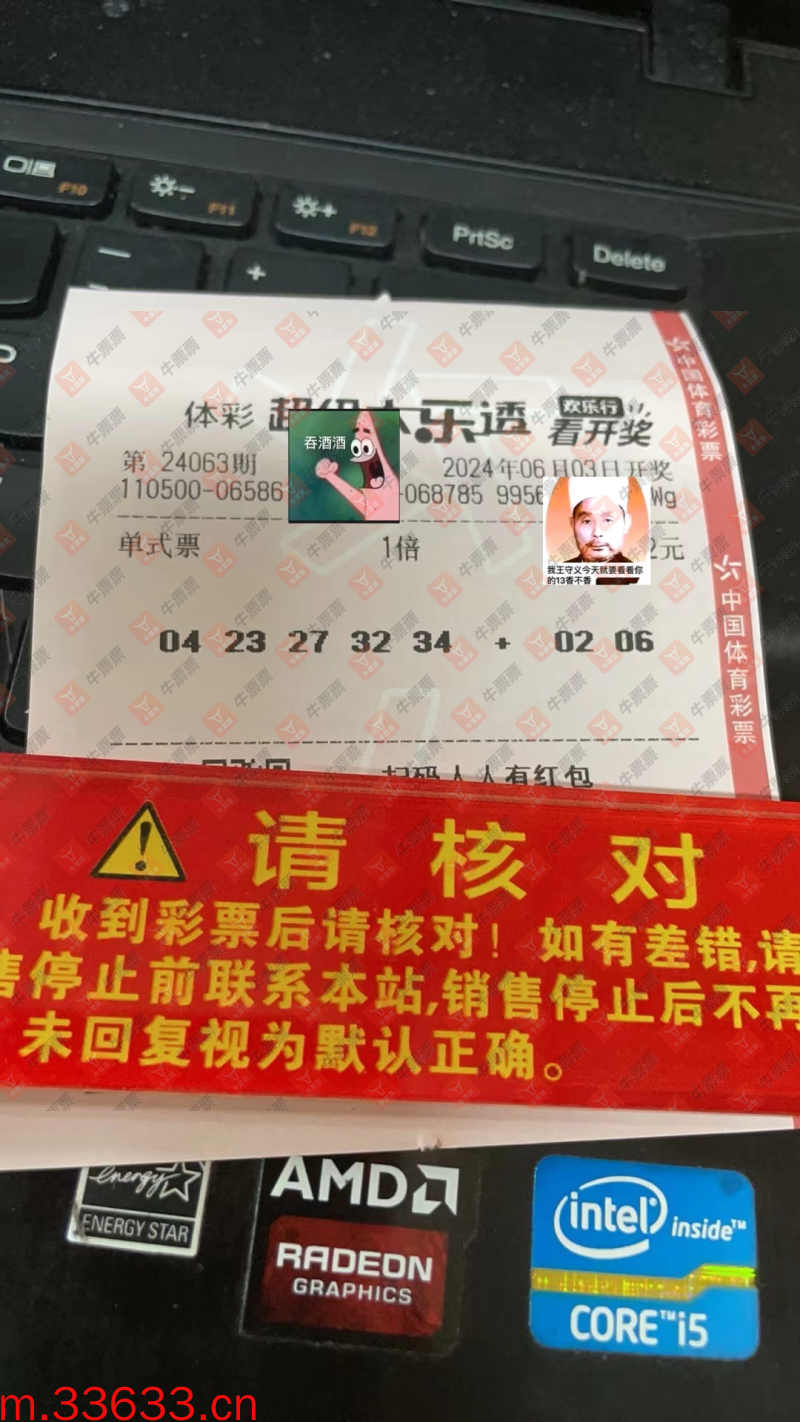 F10
F11
F12
PrtSc
Delete
体彩 超级大乐透 欢乐行
看开奖
第 24063期
2024年06月03日开奖
110500-06586
-068785 9956
Wg
吞酒酒
单式票
1倍
2元
我王守义今天就要看看你
的13香不香
04 23 27 32 34 + 02 06
扫码人人有红包
中国体育彩票
中国体育彩票
牛票票
请核对
收到彩票后请核对！如有差错,请
售停止前联系本站,销售停止后不再
未回复视为默认正确。
energy
ENERGY STAR
AMD
RADEON
GRAPHICS
intel inside™
CORE™i5
m.33633.cn